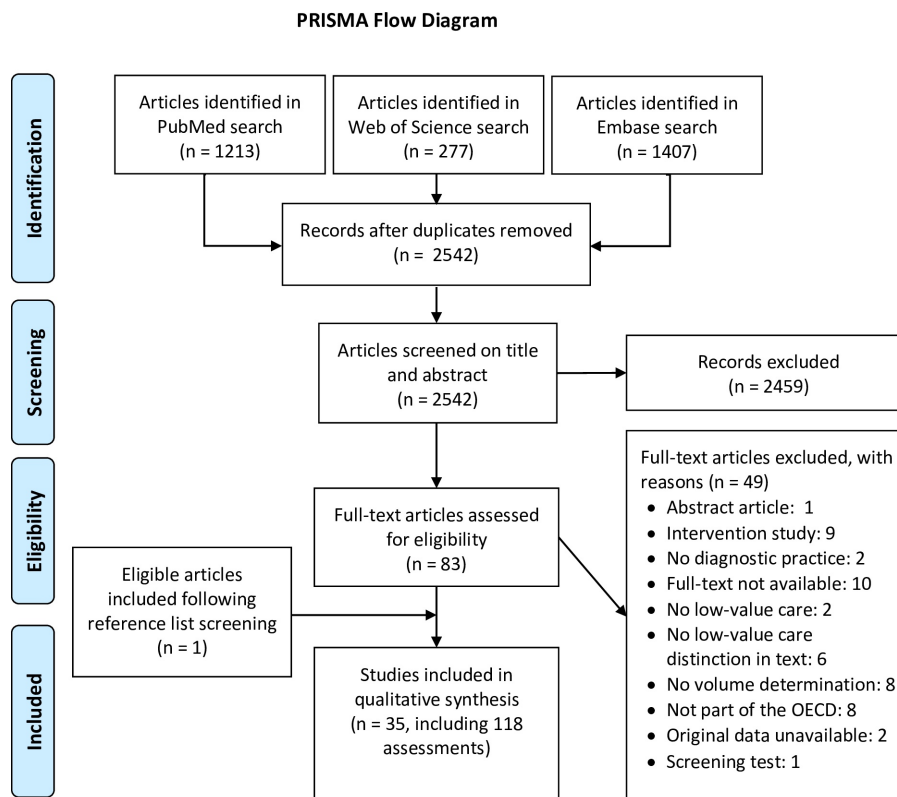 PRISMA Flow Diagram
Identification
Articles identified in
PubMed search
(n = 1213)
Articles identified in
Web of Science search
(n = 277)
Articles identified in
Embase search
(n = 1407)
Records after duplicates removed
(n = 2542)
Screening
Articles screened on title
and abstract
(n = 2542)
Records excluded
(n = 2459)
Eligibility
Full-text articles assessed
for eligibility
(n = 83)
Full-text articles excluded, with
reasons (n = 49)
• Abstract article: 1
• Intervention study: 9
• No diagnostic practice: 2
• Full-text not available: 10
• No low-value care: 2
• No low-value care
distinction in text: 6
• No volume determination: 8
• Not part of the OECD: 8
• Original data unavailable: 2
• Screening test: 1
Eligible articles
included following
reference list screening
(n = 1)
Included
Studies included in
qualitative synthesis
(n = 35, including 118
assessments)